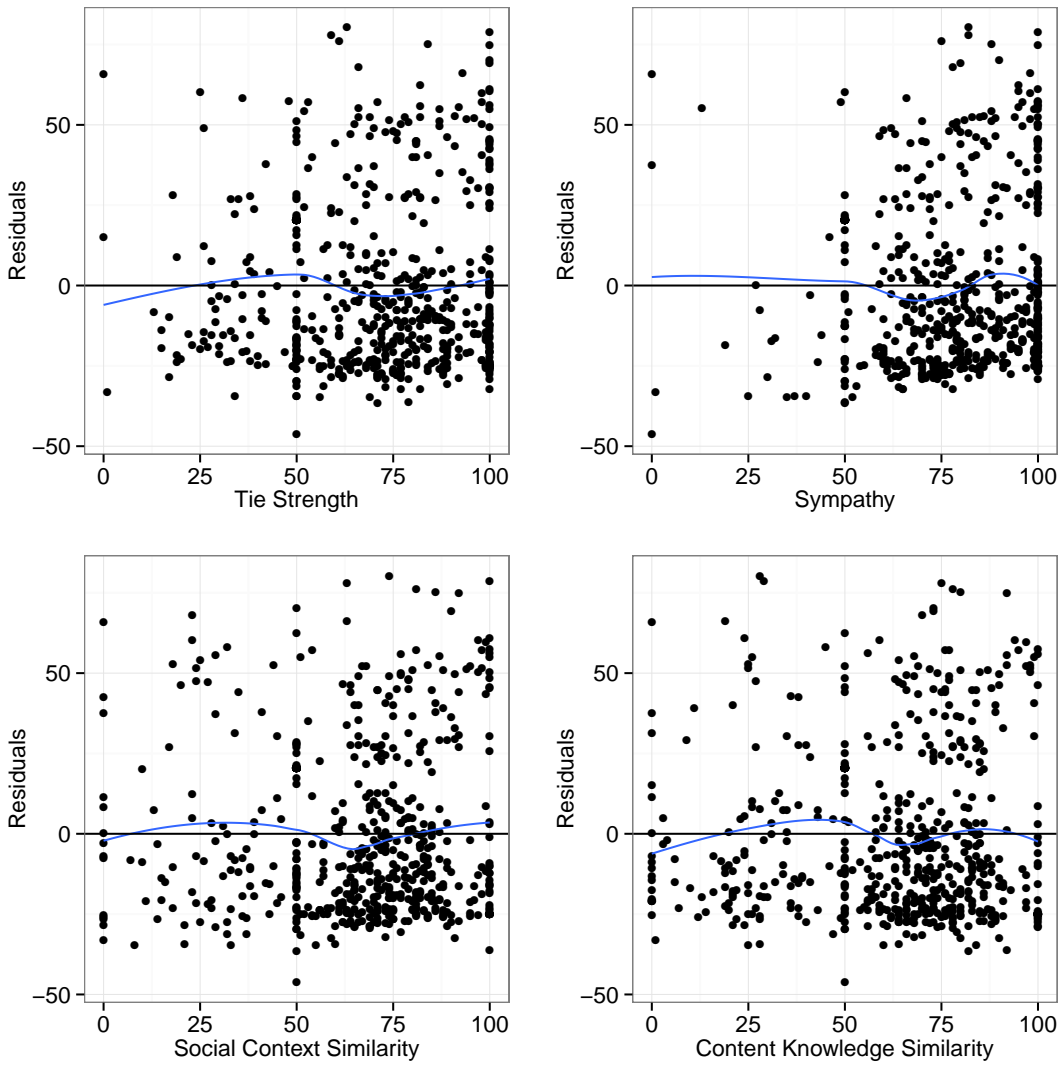 Residuals
50
0
−50
0 25 50 75 100
Tie Strength
Residuals
50
0
−50
0 25 50 75 100
Sympathy
Residuals
50
0
−50
0 25 50 75 100
Social Context Similarity
Residuals
50
0
−50
0 25 50 75 100
Content Knowledge Similarity